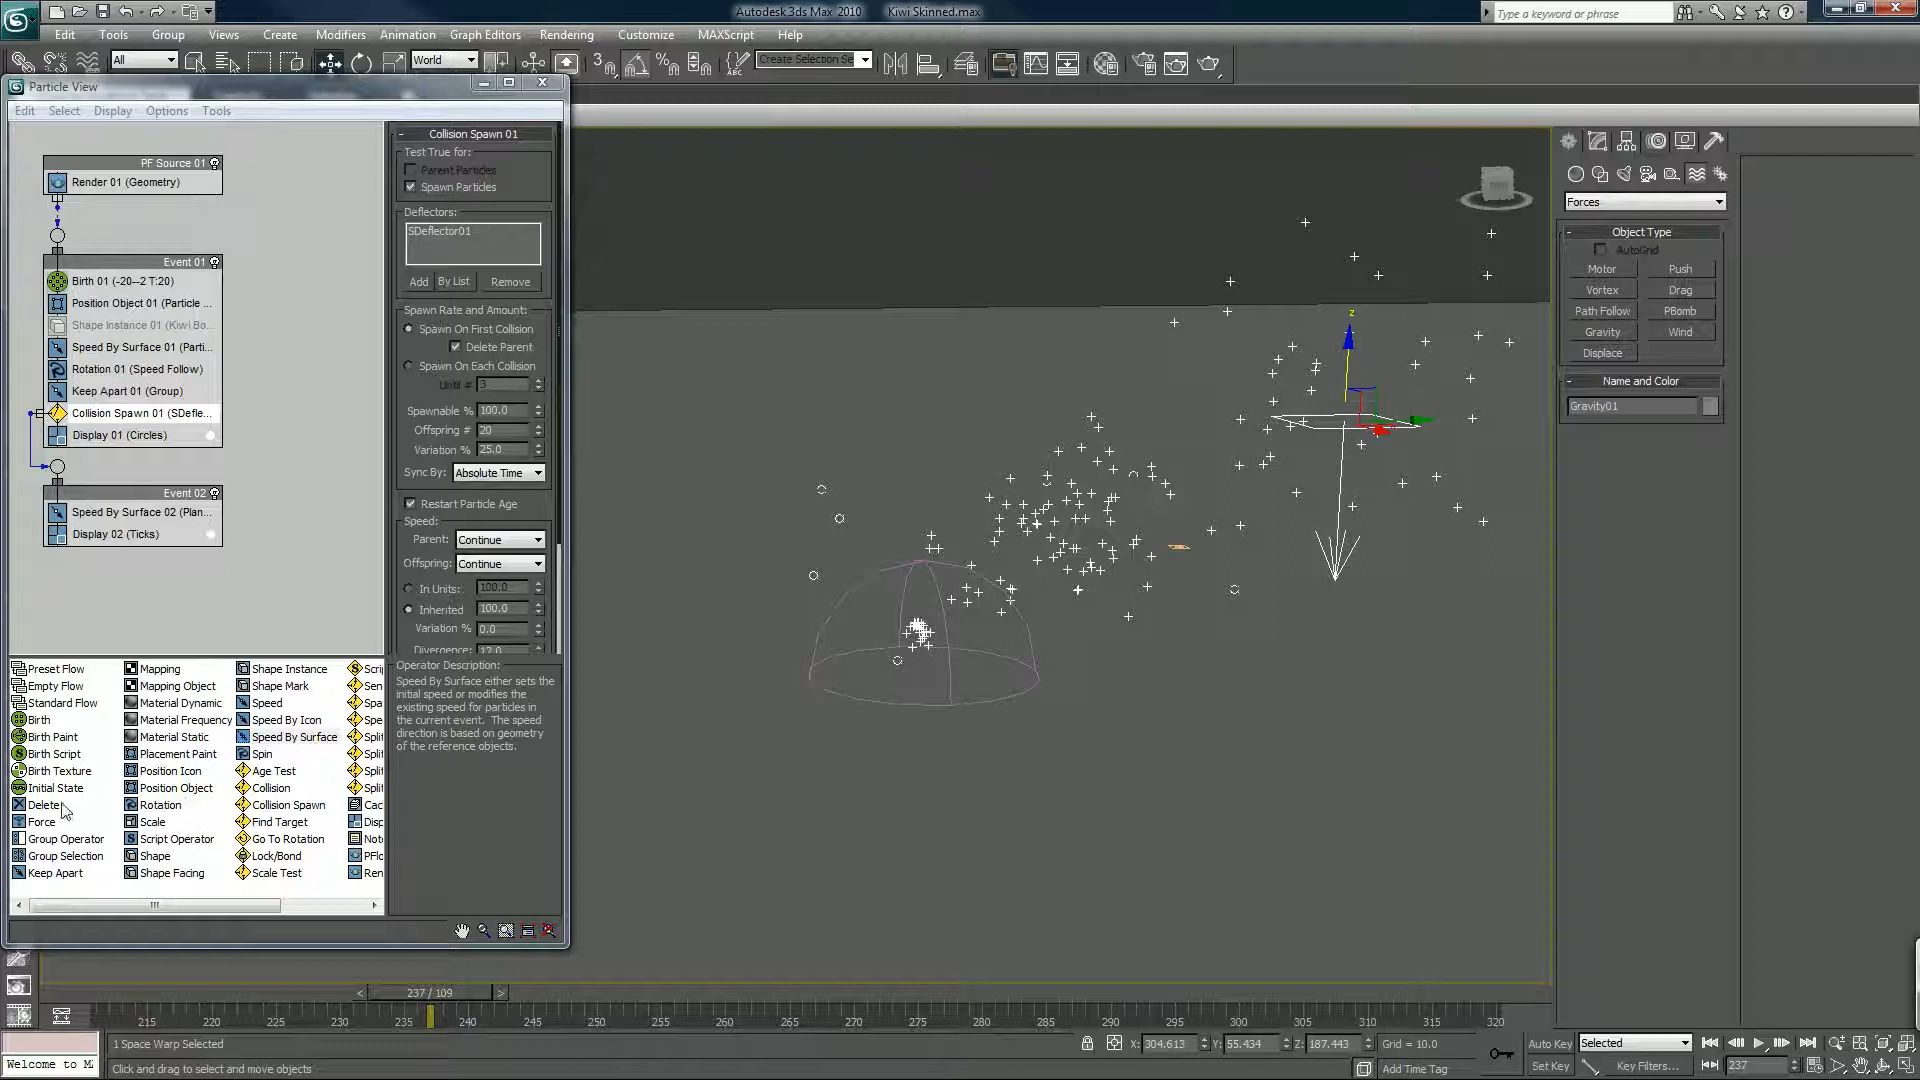 Autodesk 3ds Max 2010 Kiwi Skinned.max
Type a keyword or phrase
Edit Tools Group Views Create Modifiers Animation Graph Editors Rendering Customize MAXScript Help
All World Create Selection Se
Particle View
Edit Select Display Options Tools
PF Source 01
Render 01 (Geometry)
Event 01
Birth 01 (-20--2 T:20)
Position Object 01 (Particle ...
Shape Instance 01 (Kiwi Bo...
Speed By Surface 01 (Parti...
Rotation 01 (Speed Follow)
Keep Apart 01 (Group)
Collision Spawn 01 (SDefle...
Display 01 (Circles)
Event 02
Speed By Surface 02 (Plan...
Display 02 (Ticks)
Collision Spawn 01
Test True for:
Parent Particles
Spawn Particles
Deflectors:
SDeflector01
Add By List Remove
Spawn Rate and Amount:
Spawn On First Collision
Delete Parent
Spawn On Each Collision
Until # 3
Spawnable % 100.0
Offspring # 20
Variation % 25.0
Sync By: Absolute Time
Restart Particle Age
Speed:
Parent: Continue
Offspring: Continue
In Units: 100.0
Inherited 100.0
Variation % 0.0
Divergence: 12.0
Operator Description:
Speed By Surface either sets the
initial speed or modifies the
existing speed for particles in
the current event. The speed
direction is based on geometry
of the reference objects.
Preset Flow Mapping Shape Instance Scri
Empty Flow Mapping Object Shape Mark Sen
Standard Flow Material Dynamic Speed Spa
Birth Material Frequency Speed By Icon Spe
Birth Paint Material Static Speed By Surface Split
Birth Script Placement Paint Spin Split
Birth Texture Position Icon Age Test Split
Initial State Position Object Collision Split
Delete Rotation Collision Spawn Cac
Force Scale Find Target Disp
Group Operator Script Operator Go To Rotation Not
Group Selection Shape Lock/Bond PFlo
Keep Apart Shape Facing Scale Test Ren
z
Forces
Object Type
AutoGrid
Motor Push
Vortex Drag
Path Follow PBomb
Gravity Wind
Displace
Name and Color
Gravity01
237 / 109
215 220 225 230 235 240 245 250 255 260 265 270 275 280 285 290 295 300 305 310 315 320
1 Space Warp Selected X: 304.613 Y: 55.434 Z: 187.443 Grid = 10.0 Auto Key Selected
Welcome to M Click and drag to select and move objects Add Time Tag Set Key Key Filters... 237